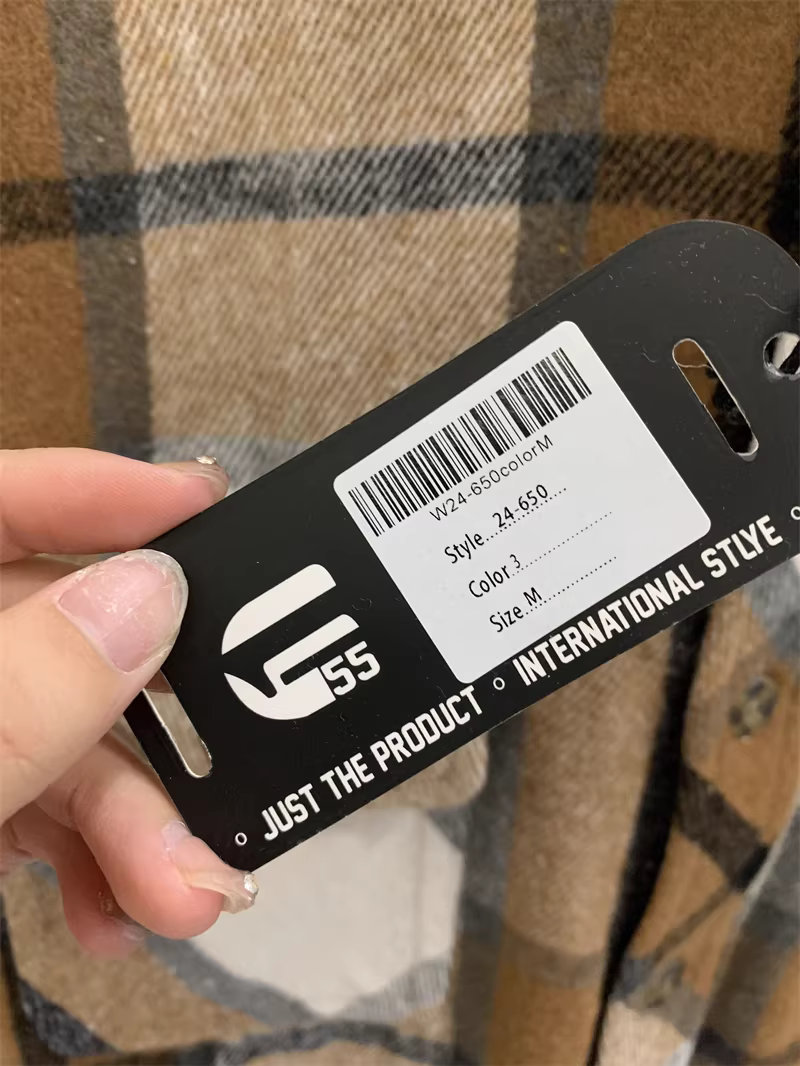 W24-650colorM
Style...24-650....
Color.3....................
Size.M................
55
JUST THE PRODUCT o INTERNATIONAL STLYE